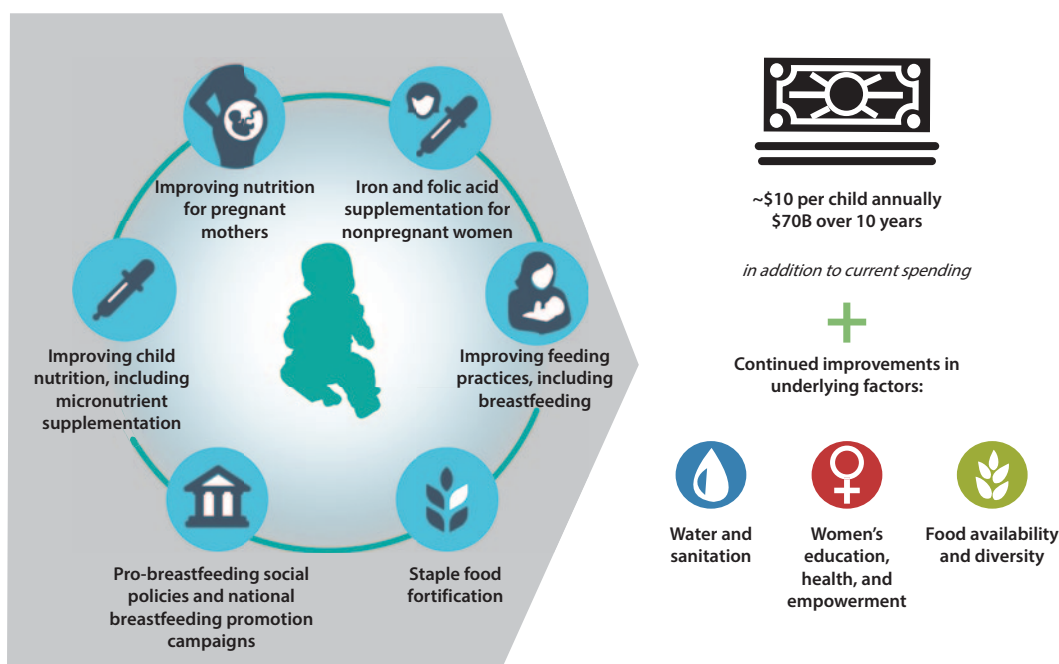 Improving nutrition
for pregnant
mothers
Iron and folic acid
supplementation for
nonpregnant women
Improving child
nutrition, including
micronutrient
supplementation
Improving feeding
practices, including
breastfeeding
Pro-breastfeeding social
policies and national
breastfeeding promotion
campaigns
Staple food
fortification
~$10 per child annually
$70B over 10 years
in addition to current spending
+
Continued improvements in
underlying factors:
Water and
sanitation
Women’s
education,
health, and
empowerment
Food availability
and diversity